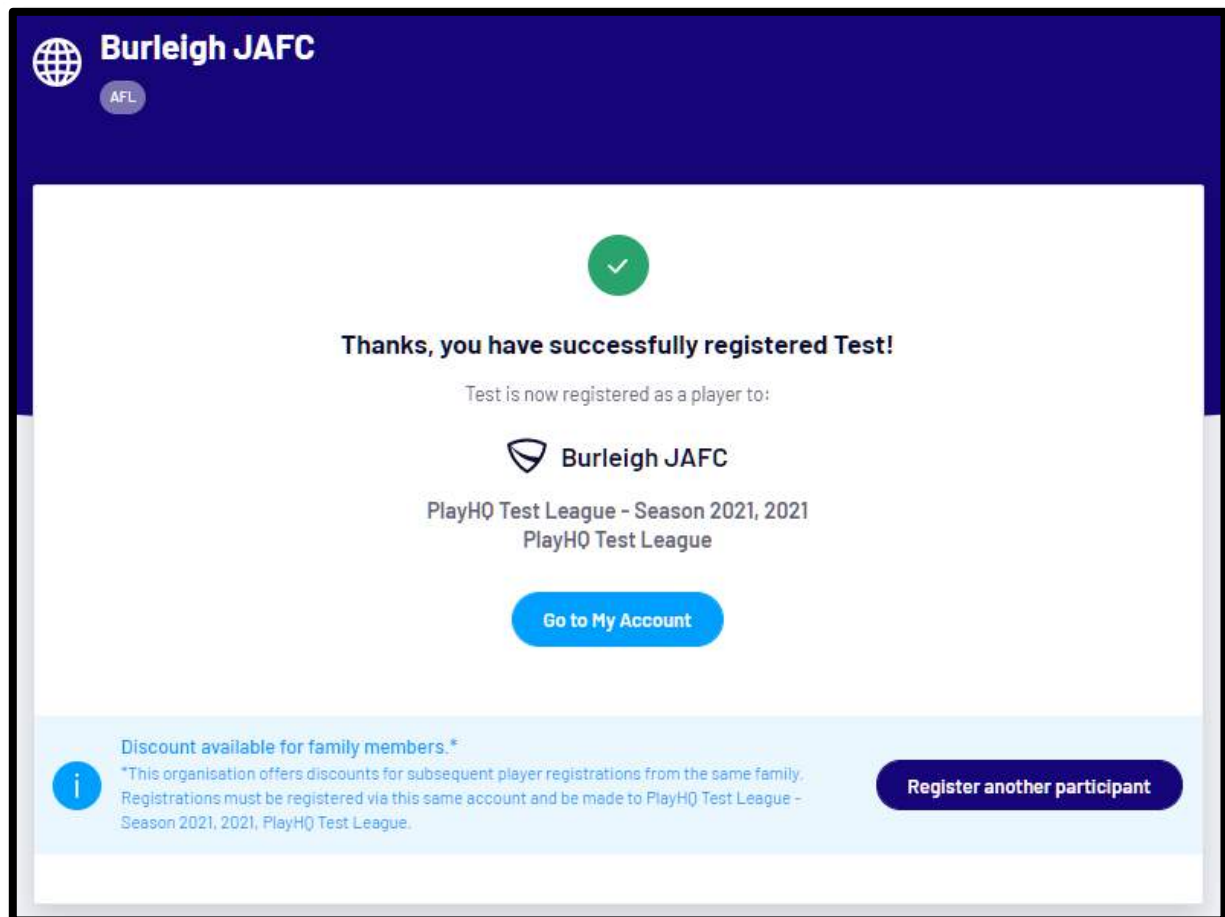 Burleigh JAFC
AFL
Thanks, you have successfully registered Test!
Test is now registered as a player to:
Burleigh JAFC
PlayHQ Test League - Season 2021, 2021
PlayHQ Test League
Go to My Account
Discount available for family members.*
*This organisation offers discounts for subsequent player registrations from the same family.
Registrations must be registered via this same account and be made to PlayHQ Test League -
Season 2021, 2021, PlayHQ Test League.
Register another participant